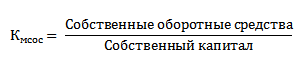 Собственные оборотные средства
Кмсос =
Собственный капитал